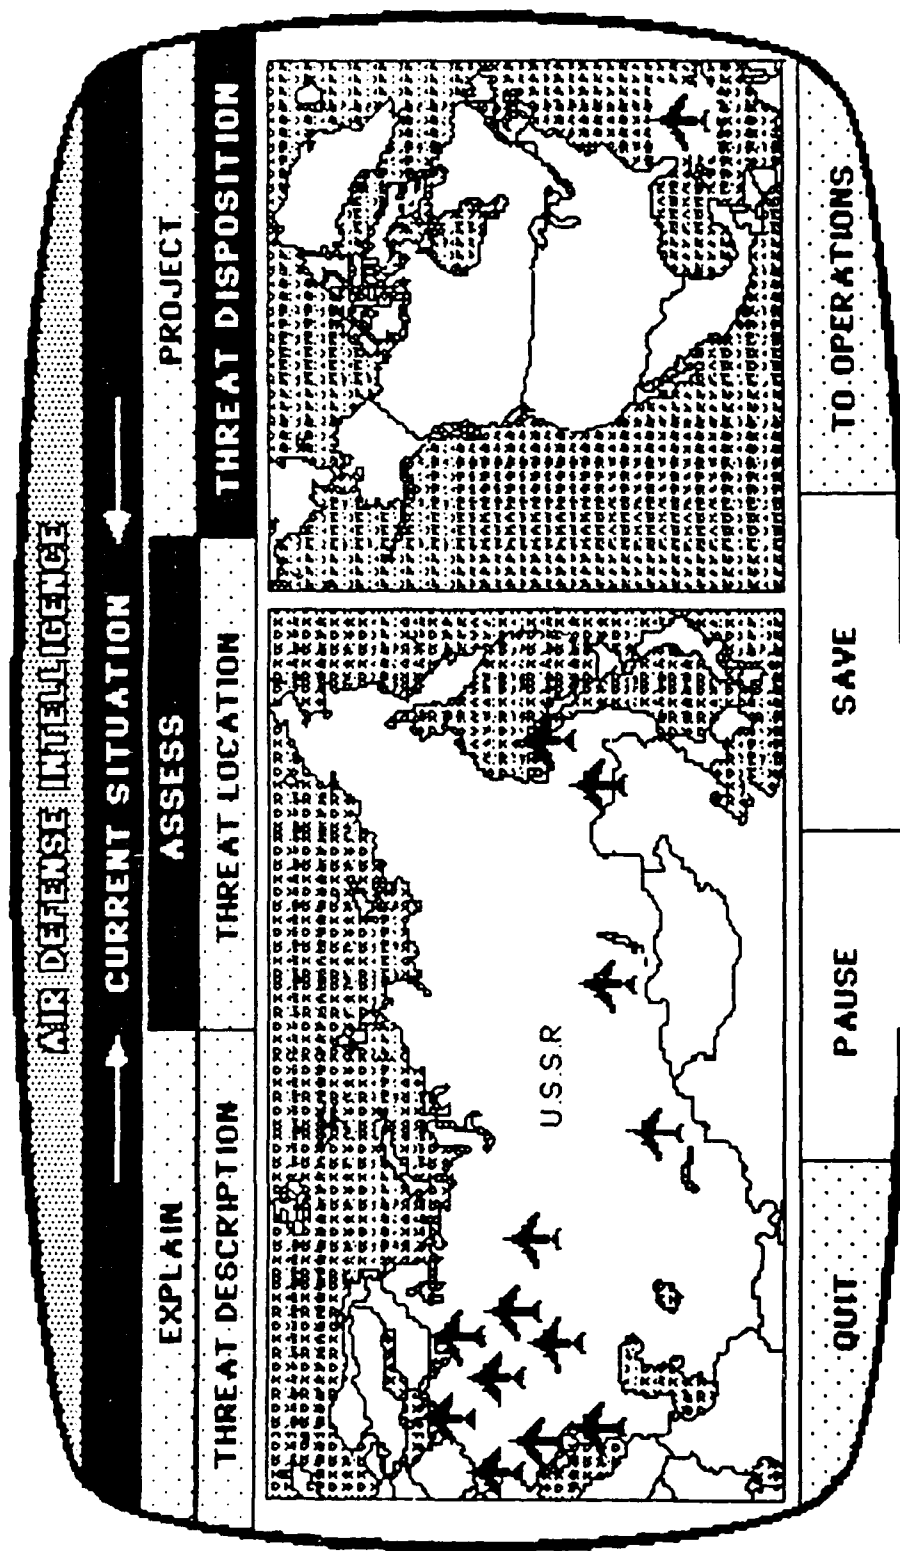 AIR DEFENSE INTELLIGENCE
CURRENT SITUATION
EXPLAIN
ASSESS
PROJECT
THREAT DESCRIPTION
THREAT LOCATION
THREAT DISPOSITION
U.S.S.R
QUIT
PAUSE
SAVE
TO OPERATIONS